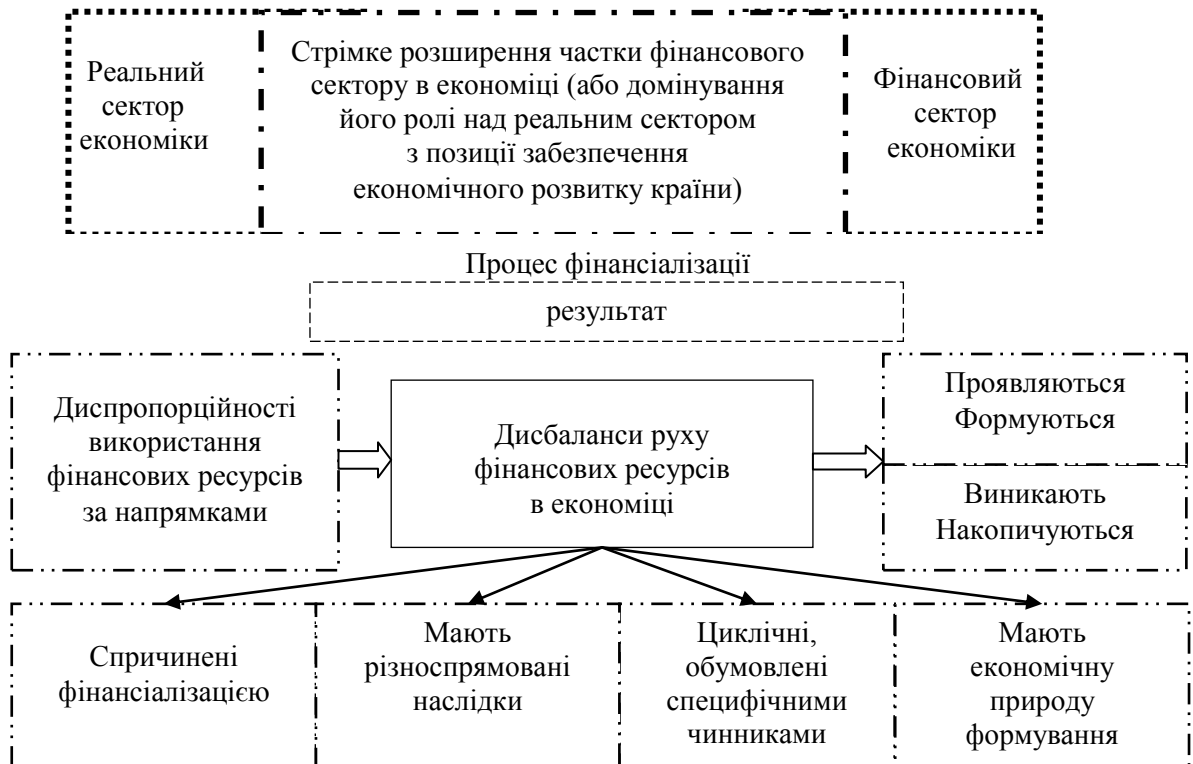 Реальний
сектор
економіки
Стрімке розширення частки фінансового
сектору в економіці (або домінування
його ролі над реальним сектором
з позиції забезпечення
економічного розвитку країни)
Фінансовий
сектор
економіки
Процес фінансіалізації
результат
Диспропорційності
використання
фінансових ресурсів
за напрямками
Дисбаланси руху
фінансових ресурсів
в економіці
Проявляються
Формуються
Виникають
Накопичуються
Спричинені
фінансіалізацією
Мають
різноспрямовані
наслідки
Циклічні,
обумовлені
специфічними
чинниками
Мають
економічну
природу
формування